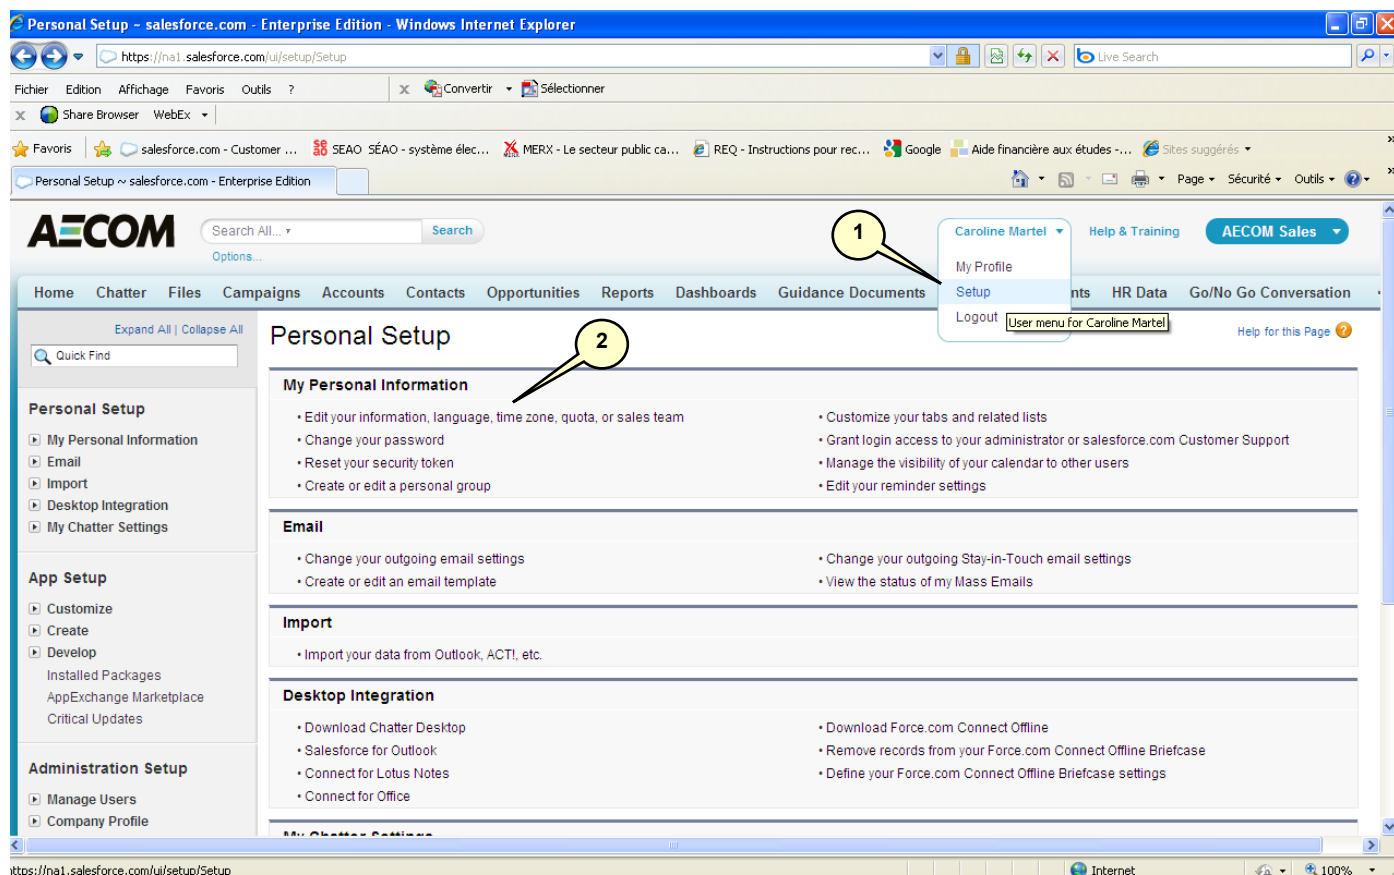 Personal Setup ~ salesforce.com - Enterprise Edition - Windows Internet Explorer
https://na1.salesforce.com/ui/setup/Setup
Live Search
Fichier Edition Affichage Favoris Outils ?
x Convertir Sélectionner
x Share Browser WebEx
Favoris salesforce.com - Customer ... SEAO SÉAO - système élec... MERX - Le secteur public ca... REQ - Instructions pour rec... Google Aide financière aux études -... Sites suggérés
Personal Setup ~ salesforce.com - Enterprise Edition
Page Sécurité Outils
AECOM
Search All...
Search
Options...
1
Caroline Martel
Help & Training
AECOM Sales
My Profile
Setup
Logout
User menu for Caroline Martel
Home Chatter Files Campaigns Accounts Contacts Opportunities Reports Dashboards Guidance Documents nts HR Data Go/No Go Conversation
Expand All | Collapse All
Quick Find
Personal Setup
2
Help for this Page
Personal Setup
My Personal Information
Email
Import
Desktop Integration
My Chatter Settings
App Setup
Customize
Create
Develop
Installed Packages
AppExchange Marketplace
Critical Updates
Administration Setup
Manage Users
Company Profile
My Personal Information
• Edit your information, language, time zone, quota, or sales team
• Change your password
• Reset your security token
• Create or edit a personal group
• Customize your tabs and related lists
• Grant login access to your administrator or salesforce.com Customer Support
• Manage the visibility of your calendar to other users
• Edit your reminder settings
Email
• Change your outgoing email settings
• Create or edit an email template
• Change your outgoing Stay-in-Touch email settings
• View the status of my Mass Emails
Import
• Import your data from Outlook, ACT!, etc.
Desktop Integration
• Download Chatter Desktop
• Salesforce for Outlook
• Connect for Lotus Notes
• Connect for Office
• Download Force.com Connect Offline
• Remove records from your Force.com Connect Offline Briefcase
• Define your Force.com Connect Offline Briefcase settings
My Chatter Settings
https://na1.salesforce.com/ui/setup/Setup
Internet
100%